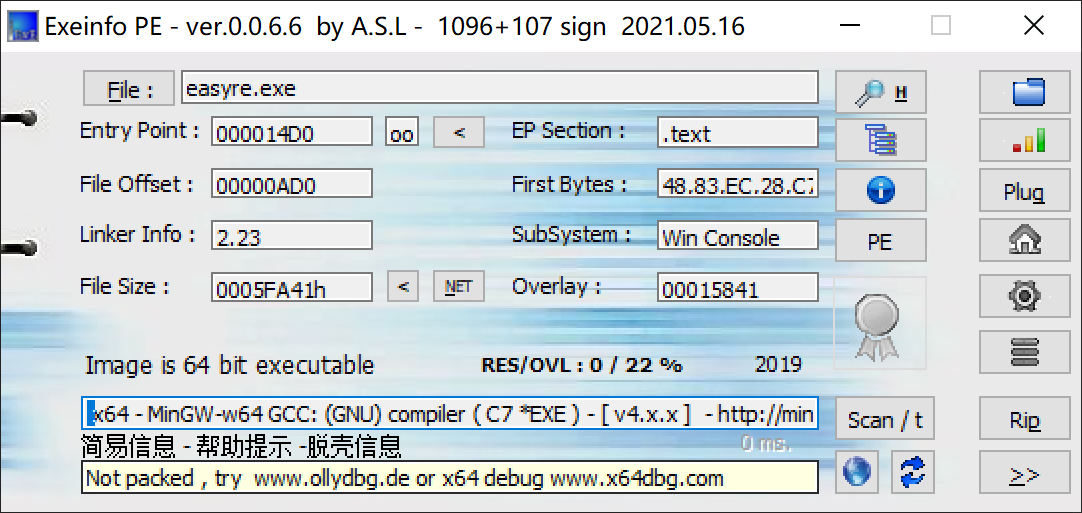 Exeinfo PE - ver.0.0.6.6 by A.S.L - 1096+107 sign 2021.05.16
File : easyre.exe H
Entry Point : 000014D0 oo < EP Section : .text
File Offset : 00000AD0 First Bytes : 48.83.EC.28.C7 Plug
Linker Info : 2.23 SubSystem : Win Console PE
File Size : 0005FA41h < NET Overlay : 00015841
Image is 64 bit executable RES/OVL : 0 / 22 % 2019
x64 - MinGW-w64 GCC: (GNU) compiler ( C7 *EXE ) - [ v4.x.x ] - http://min Scan / t Rip
简易信息 - 帮助提示 -脱壳信息 0 ms.
Not packed , try www.ollydbg.de or x64 debug www.x64dbg.com >>